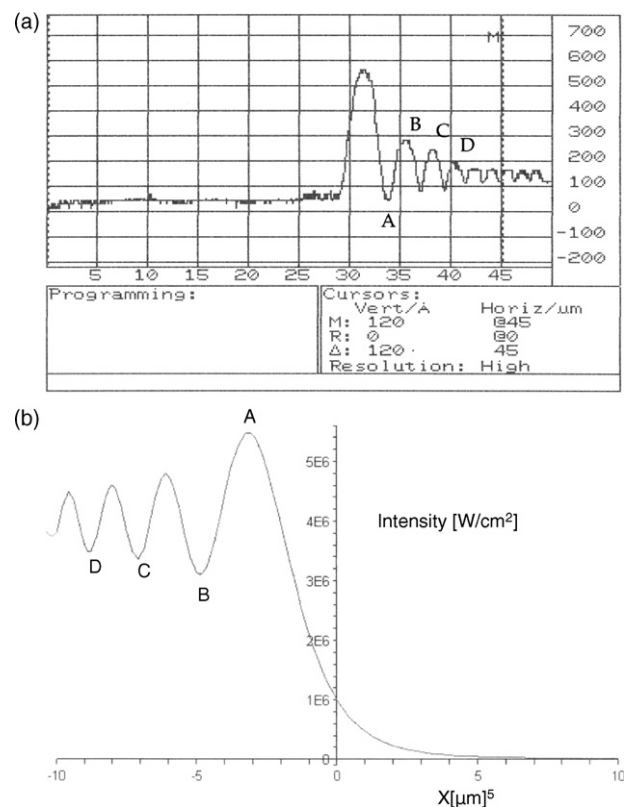 (a)
700
M
600
500
400
B
C
300
D
200
100
A
0
-100
-200
5 10 15 20 25 30 35 40 45
Programming:
Cursors:
Vert/A Horiz/um
M: 120 @45
R: 0 @0
Δ: 120 45
Resolution: High
(b)
A
5E6
Intensity [W/cm²]
4E6
D
C
B
3E6
2E6
1E6
0
-10 -5 0 5 10
X[µm]⁵